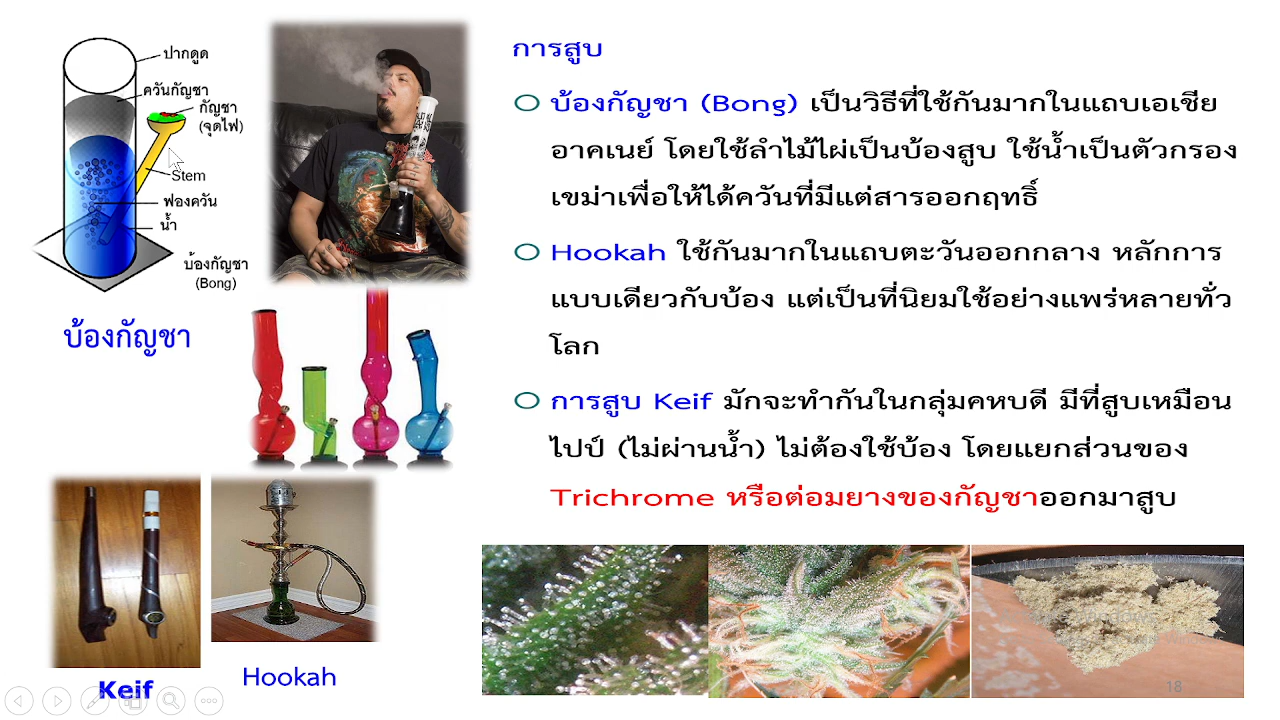 ปากดูด
ควันกัญชา
กัญชา
(จุดไฟ)
Stem
ฟองควัน
น้ำ
บ้องกัญชา
(Bong)
บ้องกัญชา
Keif
Hookah
การสูบ
บ้องกัญชา (Bong) เป็นวิธีที่ใช้กันมากในแถบเอเชีย
อาคเนย์ โดยใช้ลำไม้ไผ่เป็นบ้องสูบ ใช้น้ำเป็นตัวกรอง
เขม่าเพื่อให้ได้ควันที่มีแต่สารออกฤทธิ์
Hookah ใช้กันมากในแถบตะวันออกกลาง หลักการ
แบบเดียวกับบ้อง แต่เป็นที่นิยมใช้อย่างแพร่หลายทั่ว
โลก
การสูบ Keif มักจะทำกันในกลุ่มคหบดี มีที่สูบเหมือน
ไปป์ (ไม่ผ่านน้ำ) ไม่ต้องใช้บ้อง โดยแยกส่วนของ
Trichrome หรือต่อมยางของกัญชาออกมาสูบ
18